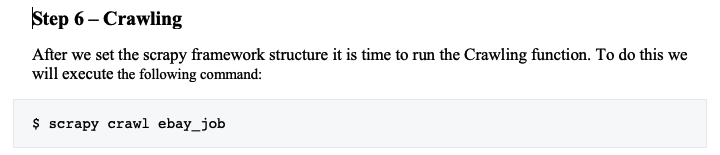 Step 6 – Crawling
After we set the scrapy framework structure it is time to run the Crawling function. To do this we
will execute the following command:
$ scrapy crawl ebay_job